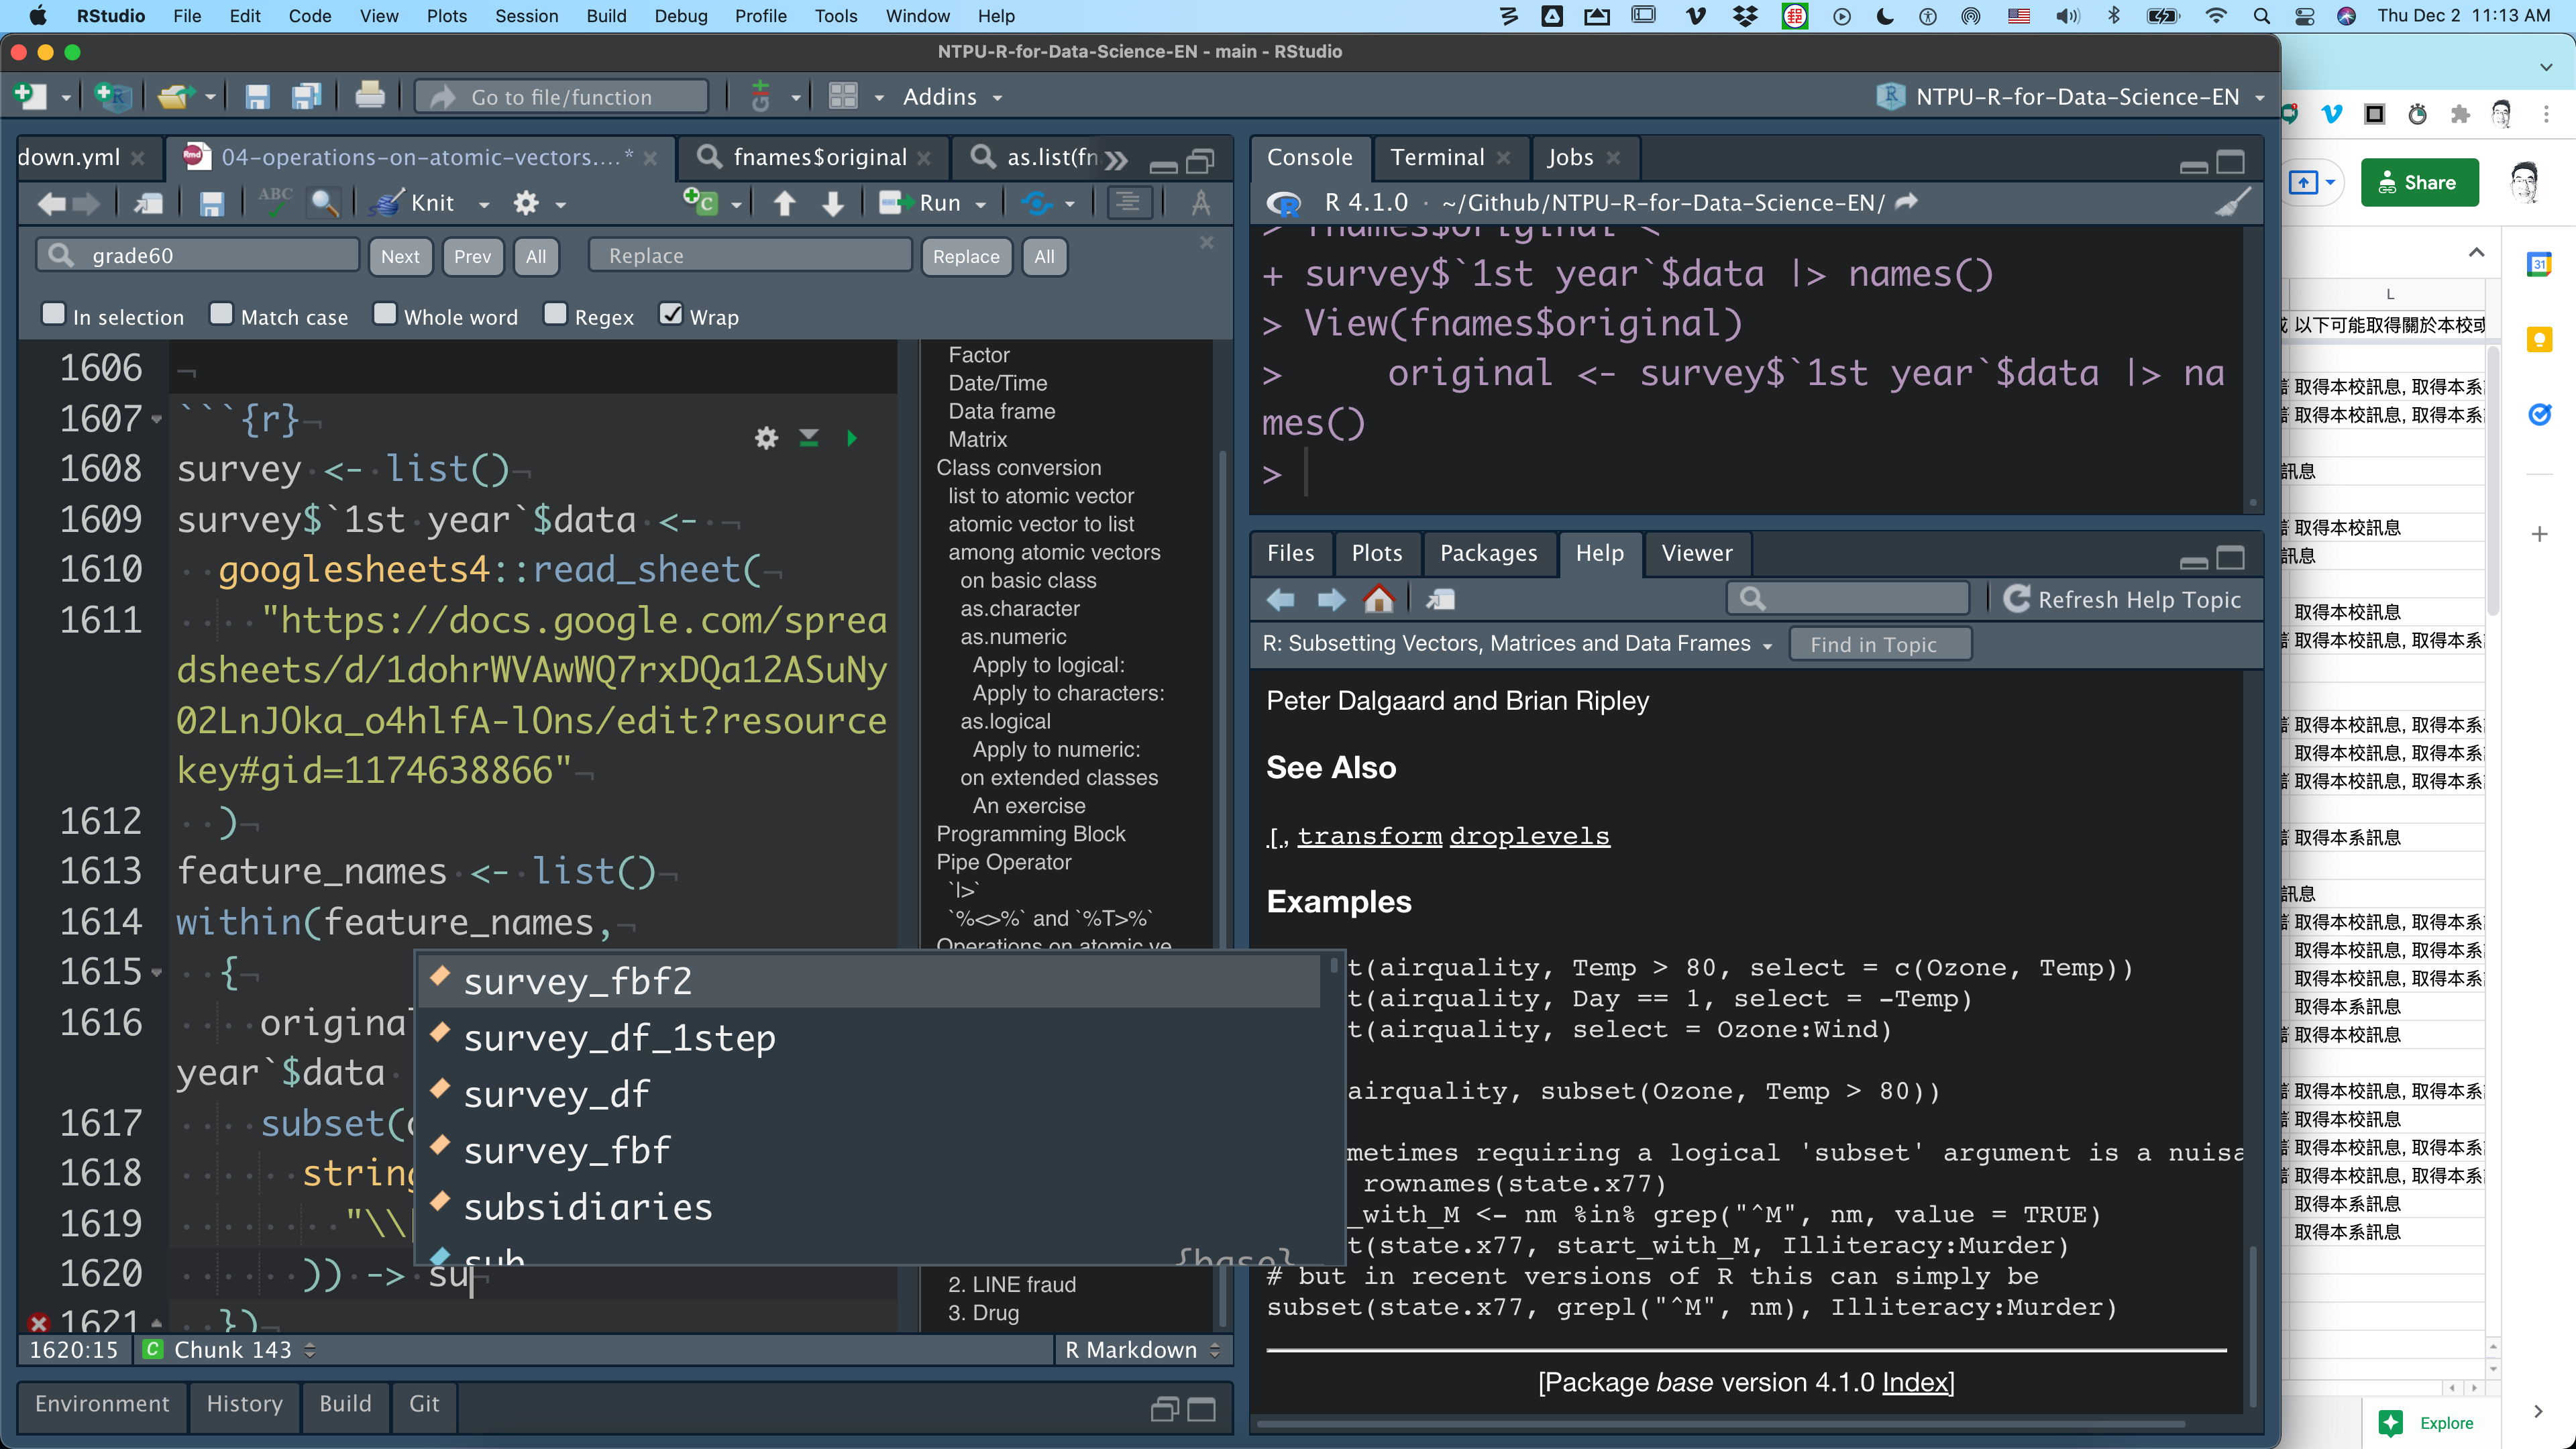 RStudio File Edit Code View Plots Session Build Debug Profile Tools Window Help
Thu Dec 2 11:13 AM
NTPU-R-for-Data-Science-EN - main - RStudio
Go to file/function
Addins
NTPU-R-for-Data-Science-EN
down.yml
04-operations-on-atomic-vectors....*
fnames$original
as.list(fn
ABC
Knit
Run
grade60
Next
Prev
All
Replace
Replace
All
In selection
Match case
Whole word
Regex
Wrap
1606
1607 ```{r}
1608 survey <- list()
1609 survey$`1st year`$data <-
1610 googlesheets4::read_sheet(
1611 "https://docs.google.com/sprea
dsheets/d/1dohrWVAwWQ7rxDQa12ASuNy
02LnJOka_o4hlfA-lOns/edit?resource
key#gid=1174638866"
1612 )
1613 feature_names <- list()
1614 within(feature_names,
1615 {
1616 original
year`$data
1617 subset(
1618 string
1619 "\\
1620 )) -> su
1621 })
survey_fbf2
survey_df_1step
survey_df
survey_fbf
subsidiaries
sub {base}
Factor
Date/Time
Data frame
Matrix
Class conversion
list to atomic vector
atomic vector to list
among atomic vectors
on basic class
as.character
as.numeric
Apply to logical:
Apply to characters:
as.logical
Apply to numeric:
on extended classes
An exercise
Programming Block
Pipe Operator
`|>`
`%<>%` and `%T>%`
Operations on atomic ve
2. LINE fraud
3. Drug
1620:15
C Chunk 143
R Markdown
Environment
History
Build
Git
Console
Terminal
Jobs
R 4.1.0 · ~/Github/NTPU-R-for-Data-Science-EN/
> fnames$original <-
+ survey$`1st year`$data |> names()
> View(fnames$original)
> original <- survey$`1st year`$data |> na
mes()
>
Files
Plots
Packages
Help
Viewer
Refresh Help Topic
R: Subsetting Vectors, Matrices and Data Frames
Find in Topic
Peter Dalgaard and Brian Ripley
See Also
[, transform droplevels
Examples
t(airquality, Temp > 80, select = c(Ozone, Temp))
t(airquality, Day == 1, select = -Temp)
t(airquality, select = Ozone:Wind)
airquality, subset(Ozone, Temp > 80))
metimes requiring a logical 'subset' argument is a nuisa
rownames(state.x77)
_with_M <- nm %in% grep("^M", nm, value = TRUE)
t(state.x77, start_with_M, Illiteracy:Murder)
# but in recent versions of R this can simply be
subset(state.x77, grepl("^M", nm), Illiteracy:Murder)
[Package base version 4.1.0 Index]
Share
31
L
以下可能取得關於本校或
取得本校訊息, 取得本系
取得本校訊息, 取得本系
訊息
取得本校訊息
訊息
取得本校訊息
取得本校訊息, 取得本系
取得本校訊息, 取得本系
取得本校訊息, 取得本系
取得本校訊息, 取得本系
取得本系訊息
訊息
取得本校訊息, 取得本系
取得本校訊息, 取得本系
取得本校訊息, 取得本系
取得本系訊息
取得本校訊息
取得本校訊息, 取得本系
取得本校訊息
取得本校訊息, 取得本系
取得本校訊息, 取得本系
取得本系訊息
取得本系訊息
Explore